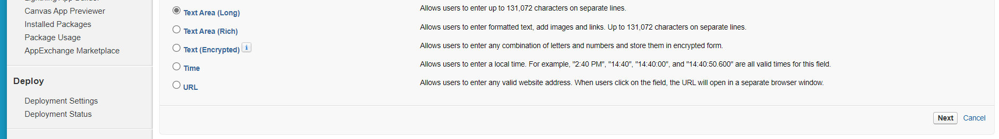 Lightning App Builder
Canvas App Previewer
Installed Packages
Package Usage
AppExchange Marketplace
Deploy
Deployment Settings
Deployment Status
Text Area (Long)
Allows users to enter up to 131,072 characters on separate lines.
Text Area (Rich)
Allows users to enter formatted text, add images and links. Up to 131,072 characters on separate lines.
Text (Encrypted) i
Allows users to enter any combination of letters and numbers and store them in encrypted form.
Time
Allows users to enter a local time. For example, "2:40 PM", "14:40", "14:40:00", and "14:40:50.600" are all valid times for this field.
URL
Allows users to enter any valid website address. When users click on the field, the URL will open in a separate browser window.
Next Cancel